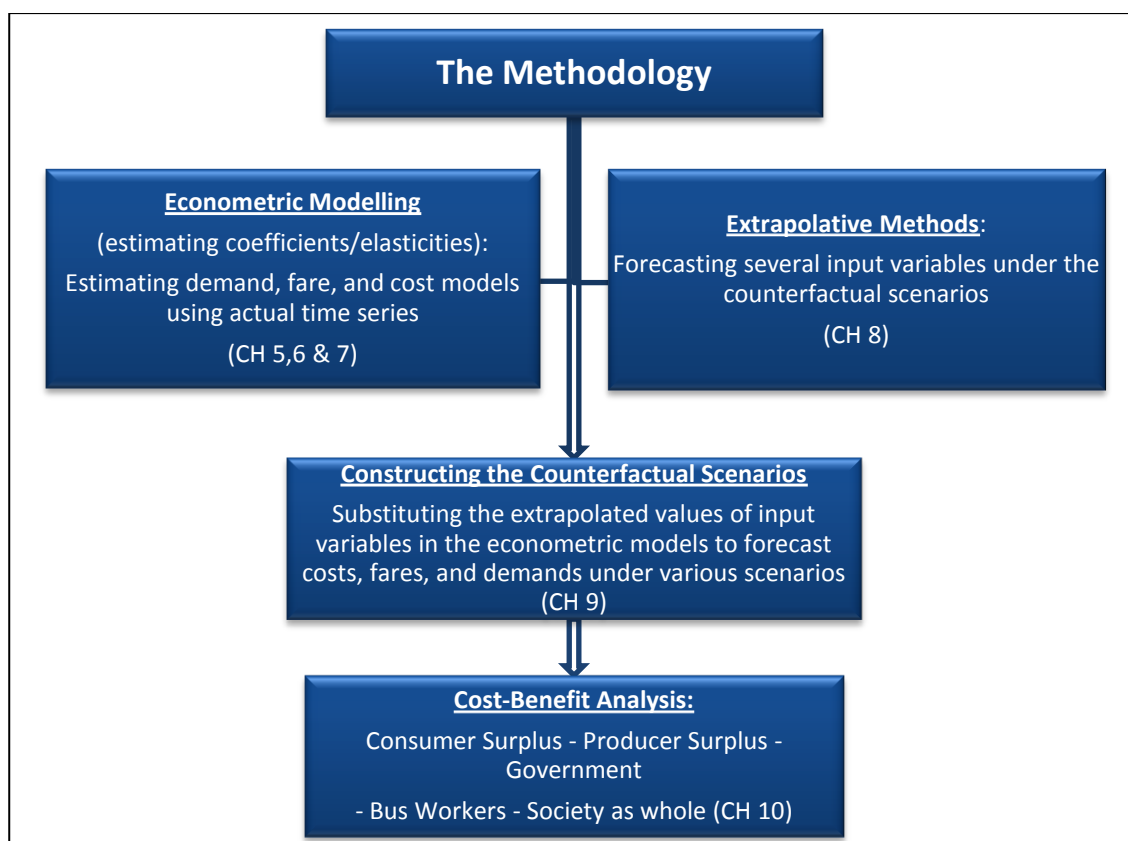 The Methodology
Econometric Modelling
(estimating coefficients/elasticities):
Estimating demand, fare, and cost models
using actual time series
(CH 5,6 & 7)
Extrapolative Methods:
Forecasting several input variables under the
counterfactual scenarios
(CH 8)
Constructing the Counterfactual Scenarios
Substituting the extrapolated values of input
variables in the econometric models to forecast
costs, fares, and demands under various scenarios
(CH 9)
Cost-Benefit Analysis:
Consumer Surplus - Producer Surplus -
Government
- Bus Workers - Society as whole (CH 10)